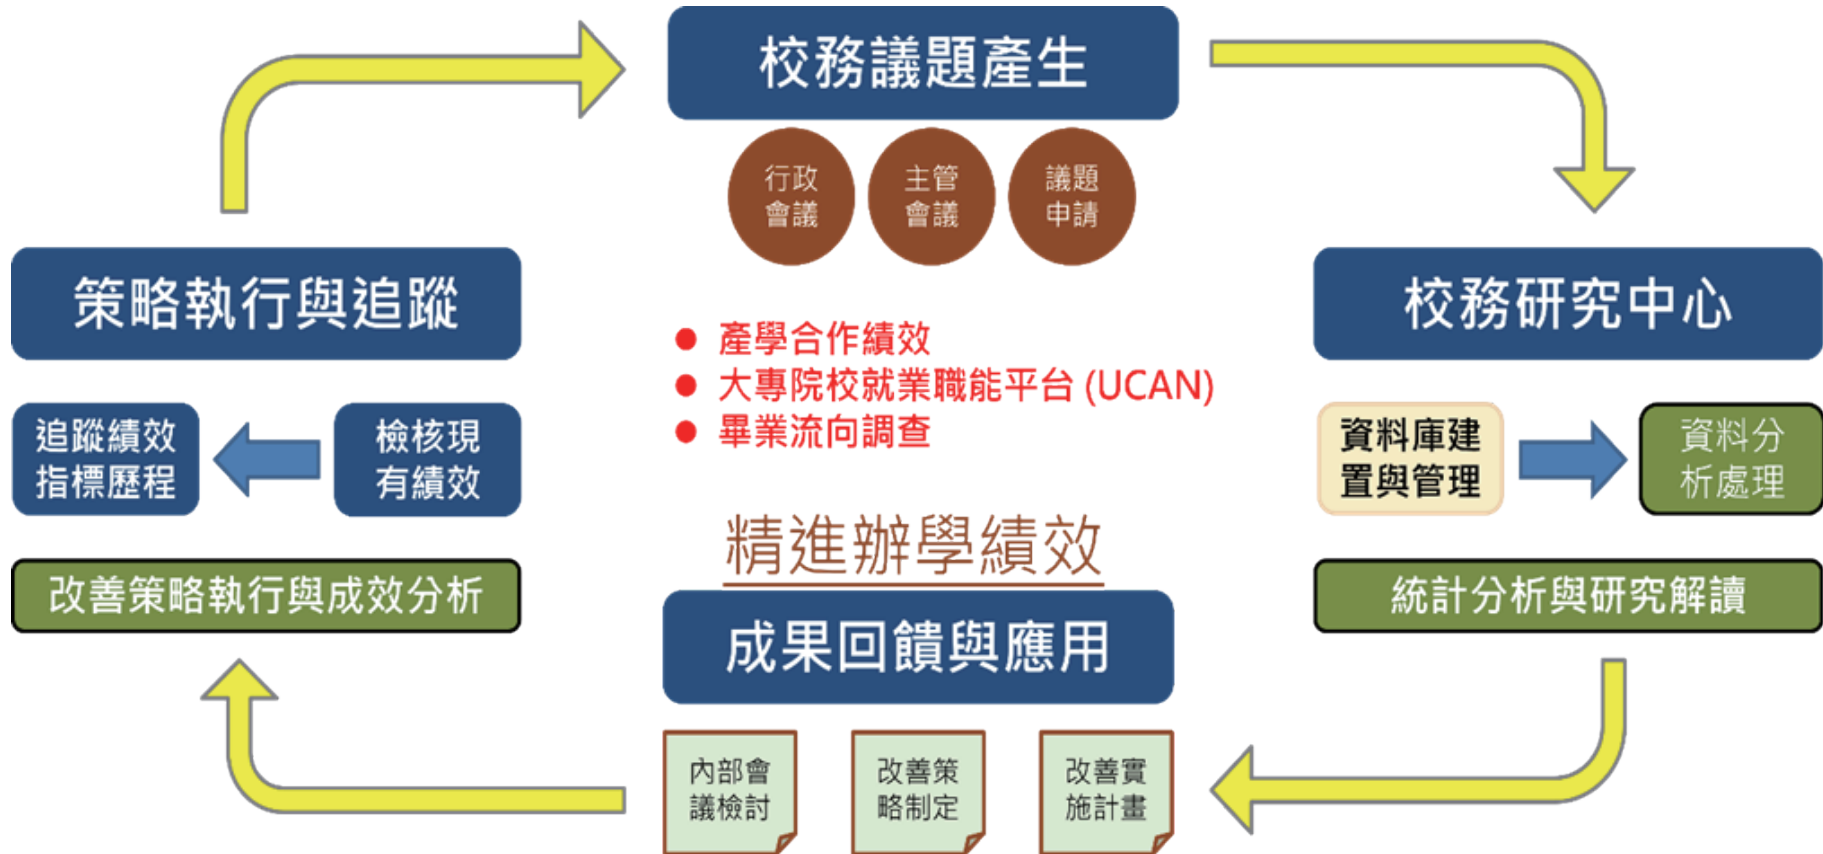 校務議題產生
行政
會議
主管
會議
議題
申請
策略執行與追蹤
追蹤績效
指標歷程
檢核現
有績效
改善策略執行與成效分析
產學合作績效
大專院校就業職能平台 (UCAN)
畢業流向調查
精進辦學績效
校務研究中心
資料庫建
置與管理
資料分
析處理
統計分析與研究解讀
成果回饋與應用
內部會
議檢討
改善策
略制定
改善實
施計畫